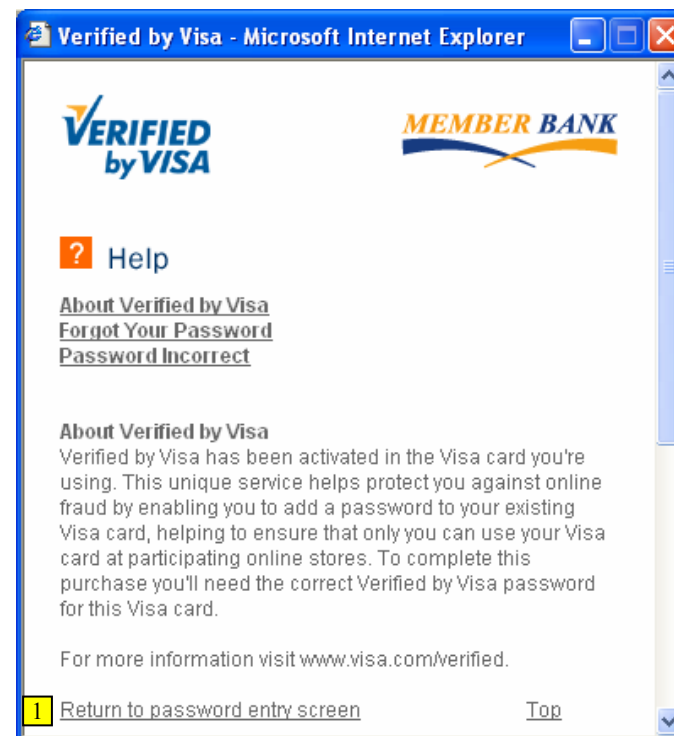 Verified by Visa - Microsoft Internet Explorer
VERIFIED
by VISA
MEMBER BANK
? Help
About Verified by Visa
Forgot Your Password
Password Incorrect
About Verified by Visa
Verified by Visa has been activated in the Visa card you're
using. This unique service helps protect you against online
fraud by enabling you to add a password to your existing
Visa card, helping to ensure that only you can use your Visa
card at participating online stores. To complete this
purchase you'll need the correct Verified by Visa password
for this Visa card.
For more information visit www.visa.com/verified.
1 Return to password entry screen Top